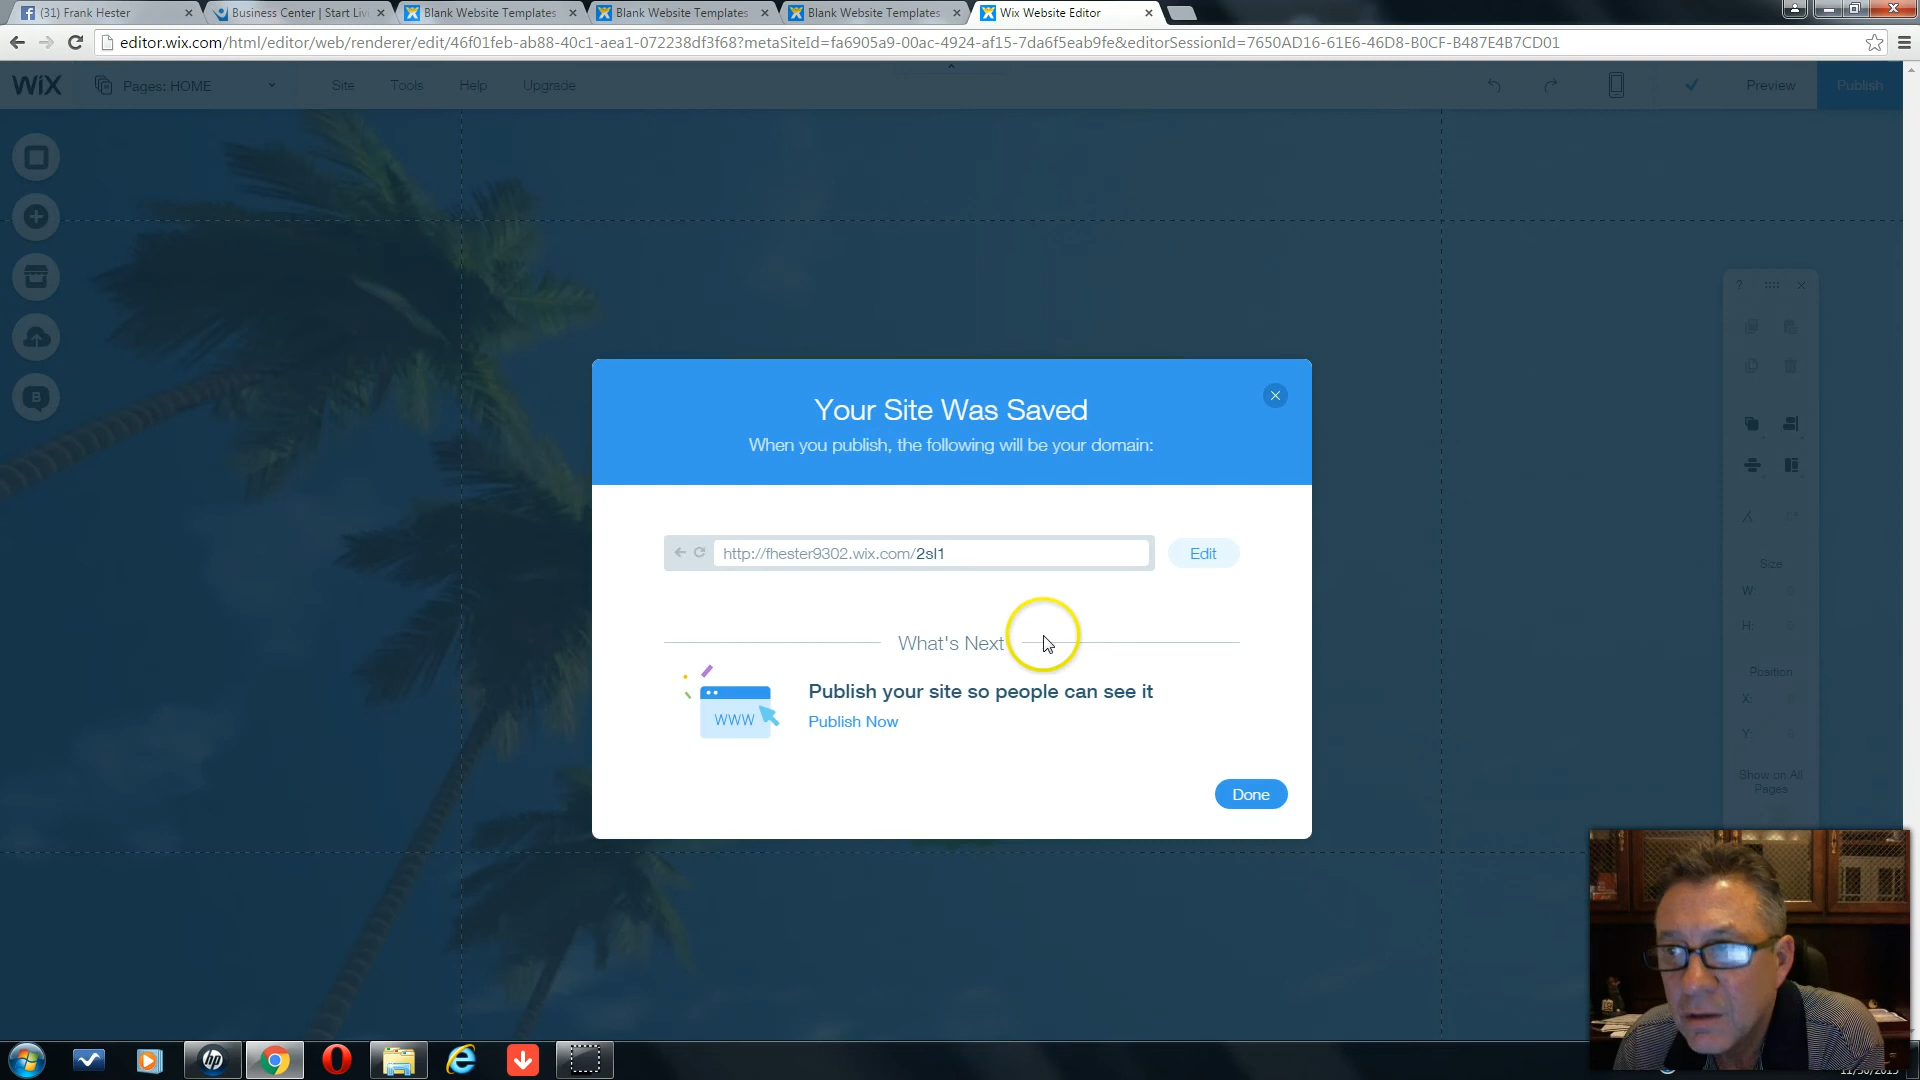 (31) Frank Hester
Business Center | Start Livi
Blank Website Templates
Blank Website Templates
Blank Website Templates
Wix Website Editor
editor.wix.com/html/editor/web/renderer/edit/46f01feb-ab88-40c1-aea1-072238df3f68?metaSiteId=fa6905a9-00ac-4924-af15-7da6f5eab9fe&editorSessionId=7650AD16-61E6-46D8-B0CF-B487E4B7CD01
WiX
Pages: HOME
Site
Tools
Help
Upgrade
Preview
Publish
?
B
Your Site Was Saved
When you publish, the following will be your domain:
http://fhester9302.wix.com/2sl1
Edit
What's Next
WWW
Publish your site so people can see it
Publish Now
Done
Size
W:
H:
Position
X:
Y:
Show on All
Pages
hp